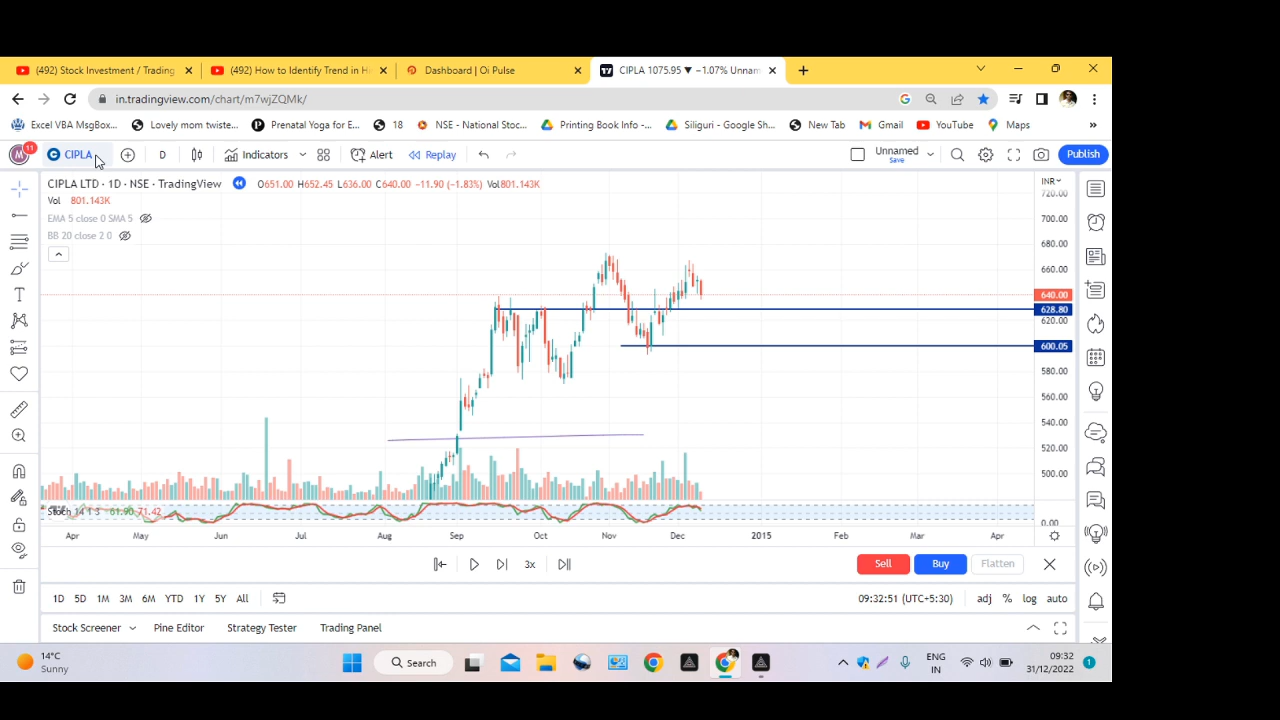 (492) Stock Investment / Trading
(492) How to Identify Trend in Hi
Dashboard | Oi Pulse
CIPLA 1075.95 ▼ −1.07% Unnam
in.tradingview.com/chart/m7wjZQMk/
Excel VBA MsgBox...
Lovely mom twiste...
Prenatal Yoga for E...
18
NSE - National Stoc...
Printing Book Info -...
Siliguri - Google Sh...
New Tab
Gmail
YouTube
Maps
»
M
11
CIPLA
D
Indicators
Alert
Replay
Unnamed
Save
Publish
CIPLA LTD · 1D · NSE · TradingView
O651.00 H652.45 L636.00 C640.00 −11.90 (−1.83%) Vol801.143K
Vol 801.143K
EMA 5 close 0 SMA 5
BB 20 close 2 0
INR
720.00
700.00
680.00
660.00
640.00
628.80
620.00
600.05
580.00
560.00
540.00
520.00
500.00
Stoch 14 1 3 61.90 71.42
0.00
Apr May Jun Jul Aug Sep Oct Nov Dec 2015 Feb Mar Apr
3x
Sell
Buy
Flatten
1D 5D 1M 3M 6M YTD 1Y 5Y All
09:32:51 (UTC+5:30)
adj % log auto
Stock Screener
Pine Editor
Strategy Tester
Trading Panel
14°C
Sunny
Search
ENG
IN
09:32
31/12/2022
1